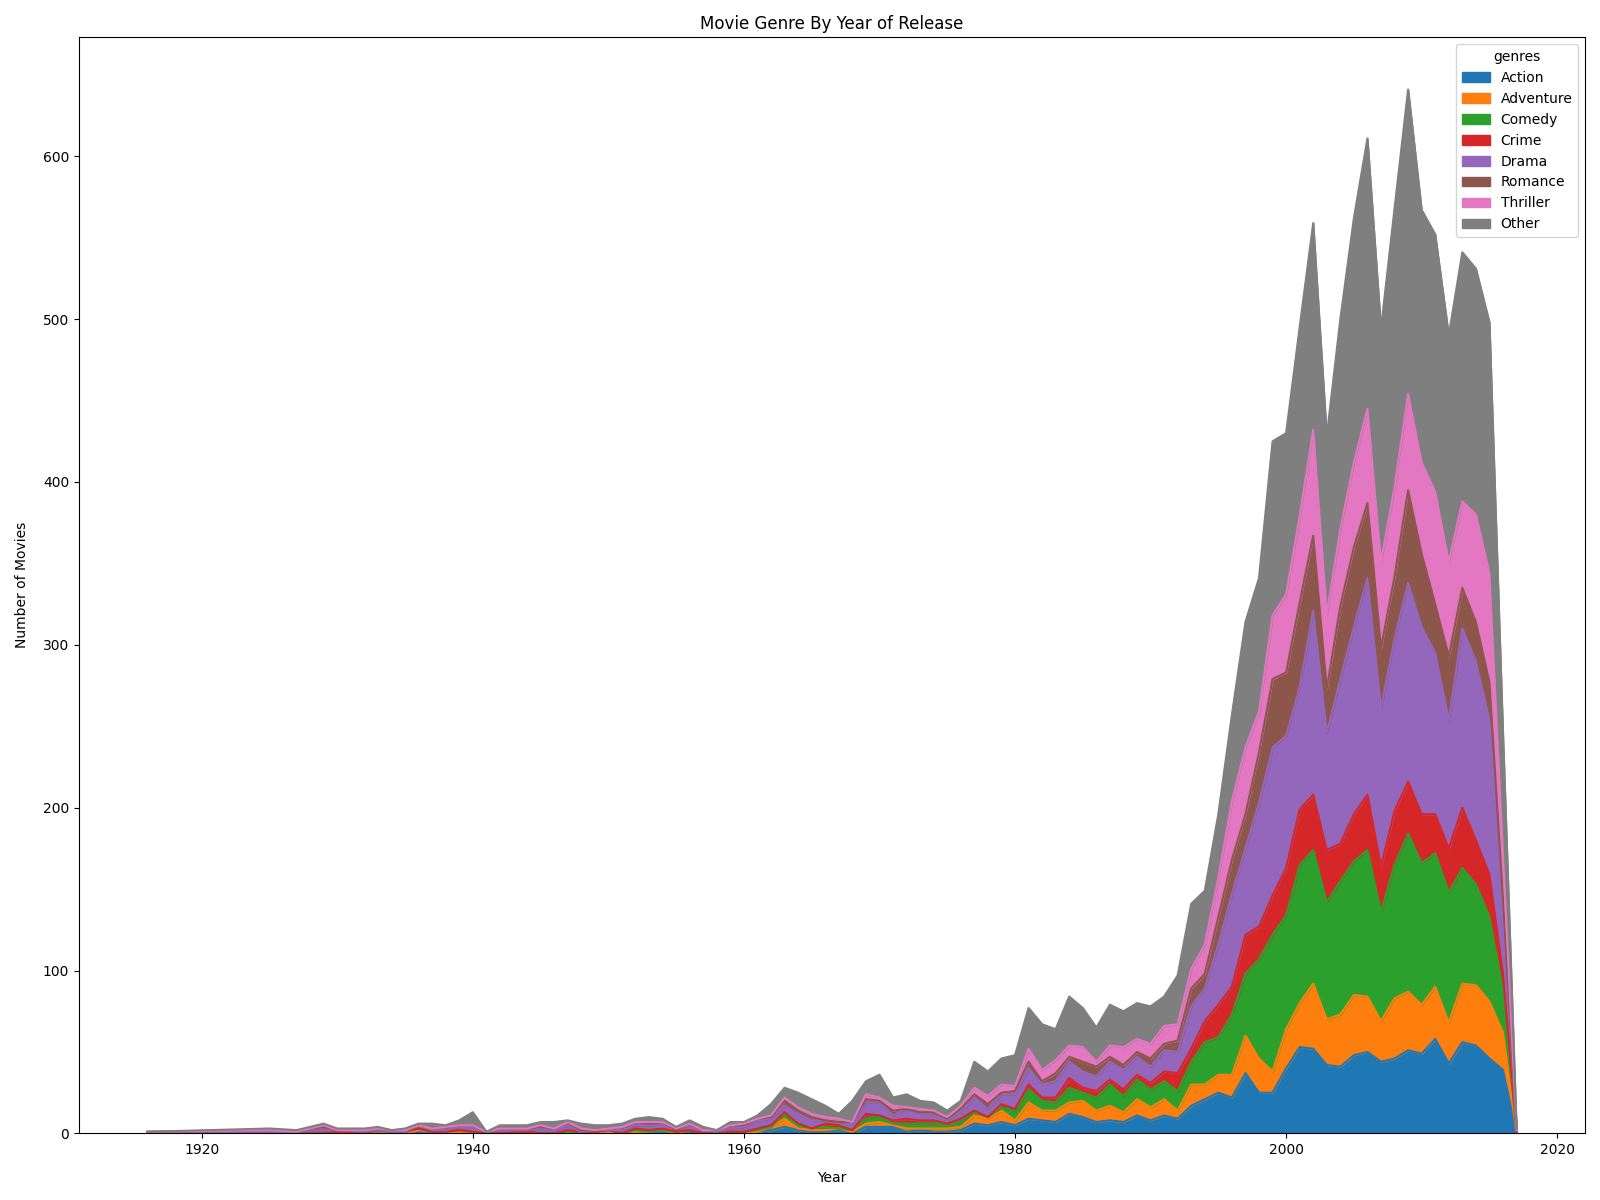 Movie Genre By Year of Release
genres
Action
Adventure
Comedy
Crime
Drama
Romance
Thriller
Other
600
500
400
300
200
100
0
Number of Movies
1920 1940 1960 1980 2000 2020
Year